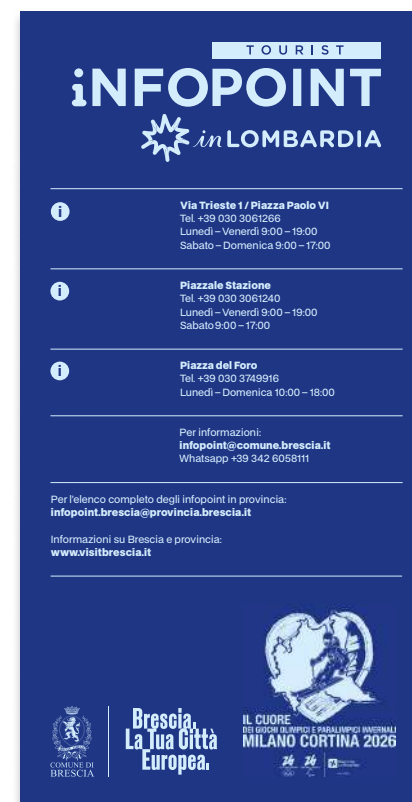 TOURIST
iNFOPOINT
inLOMBARDIA
i
Via Trieste 1 / Piazza Paolo VI
Tel. +39 030 3061266
Lunedì – Venerdì 9:00 – 19:00
Sabato – Domenica 9:00 – 17:00
i
Piazzale Stazione
Tel. +39 030 3061240
Lunedì – Venerdì 9:00 – 19:00
Sabato 9:00 – 17:00
i
Piazza del Foro
Tel. +39 030 3749916
Lunedì – Domenica 10:00 – 18:00
Per informazioni:
infopoint@comune.brescia.it
Whatsapp +39 342 6058111
Per l'elenco completo degli infopoint in provincia:
infopoint.brescia@provincia.brescia.it
Informazioni su Brescia e provincia:
www.visitbrescia.it
COMUNE DI
BRESCIA
Brescia.
La Tua Città
Europea.
IL CUORE
DEI GIOCHI OLIMPICI E PARALIMPICI INVERNALI
MILANO CORTINA 2026